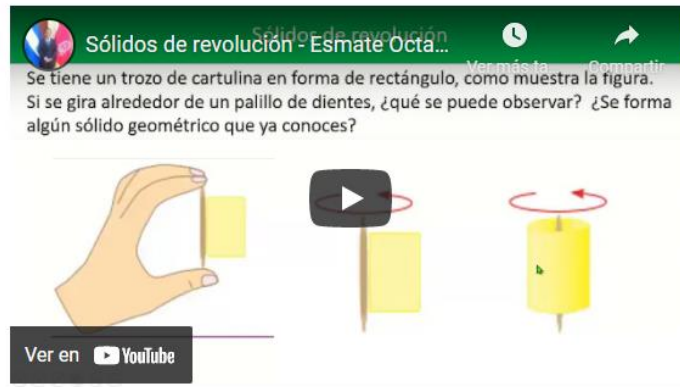 Sólidos de revolución
Sólidos de revolución - Esmate Octa...
Ver más ta
Compartir
Se tiene un trozo de cartulina en forma de rectángulo, como muestra la figura.
Si se gira alrededor de un palillo de dientes, ¿qué se puede observar? ¿Se forma
algún sólido geométrico que ya conoces?
Ver en YouTube